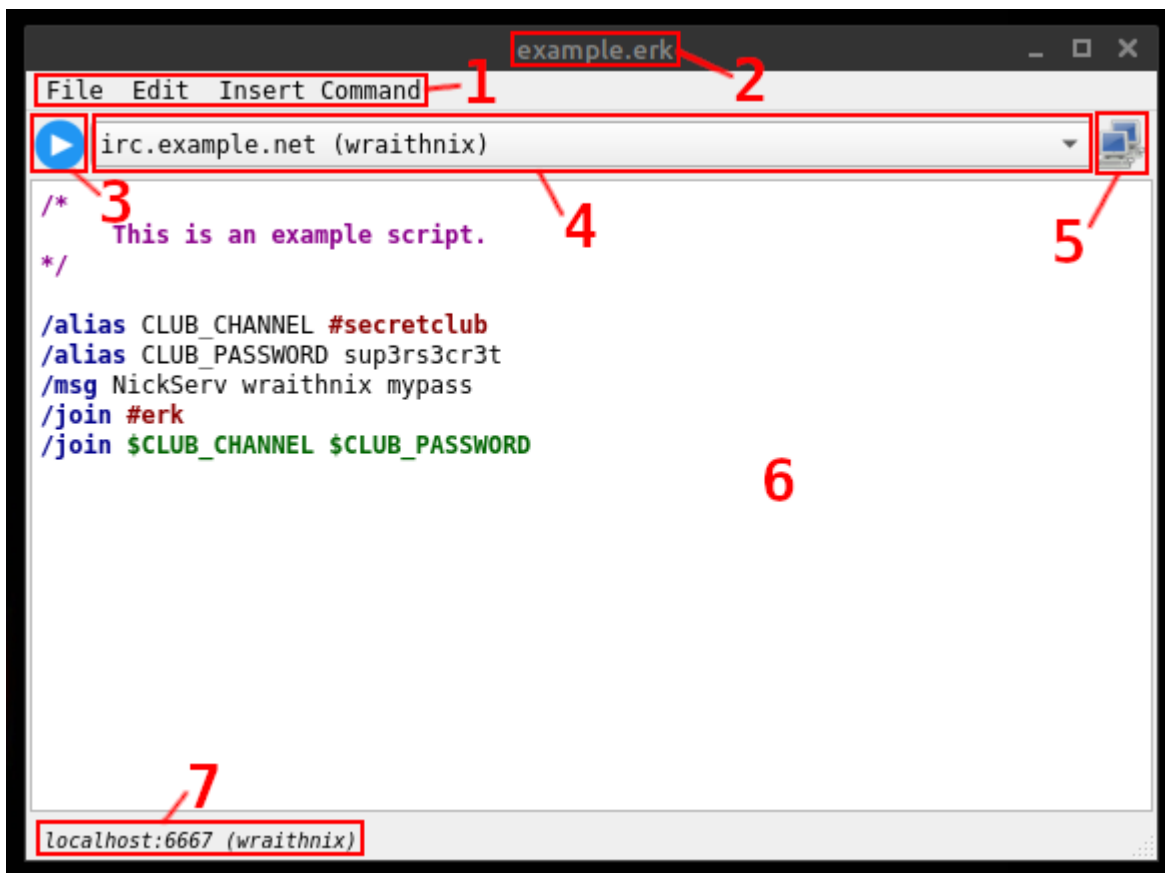 example.erk 2
File Edit Insert Command 1
irc.example.net (wraithnix)
3 4 5
/*
This is an example script.
*/
/alias CLUB_CHANNEL #secretclub
/alias CLUB_PASSWORD sup3rs3cr3t
/msg NickServ wraithnix mypass
/join #erk
/join $CLUB_CHANNEL $CLUB_PASSWORD
6
7
localhost:6667 (wraithnix)